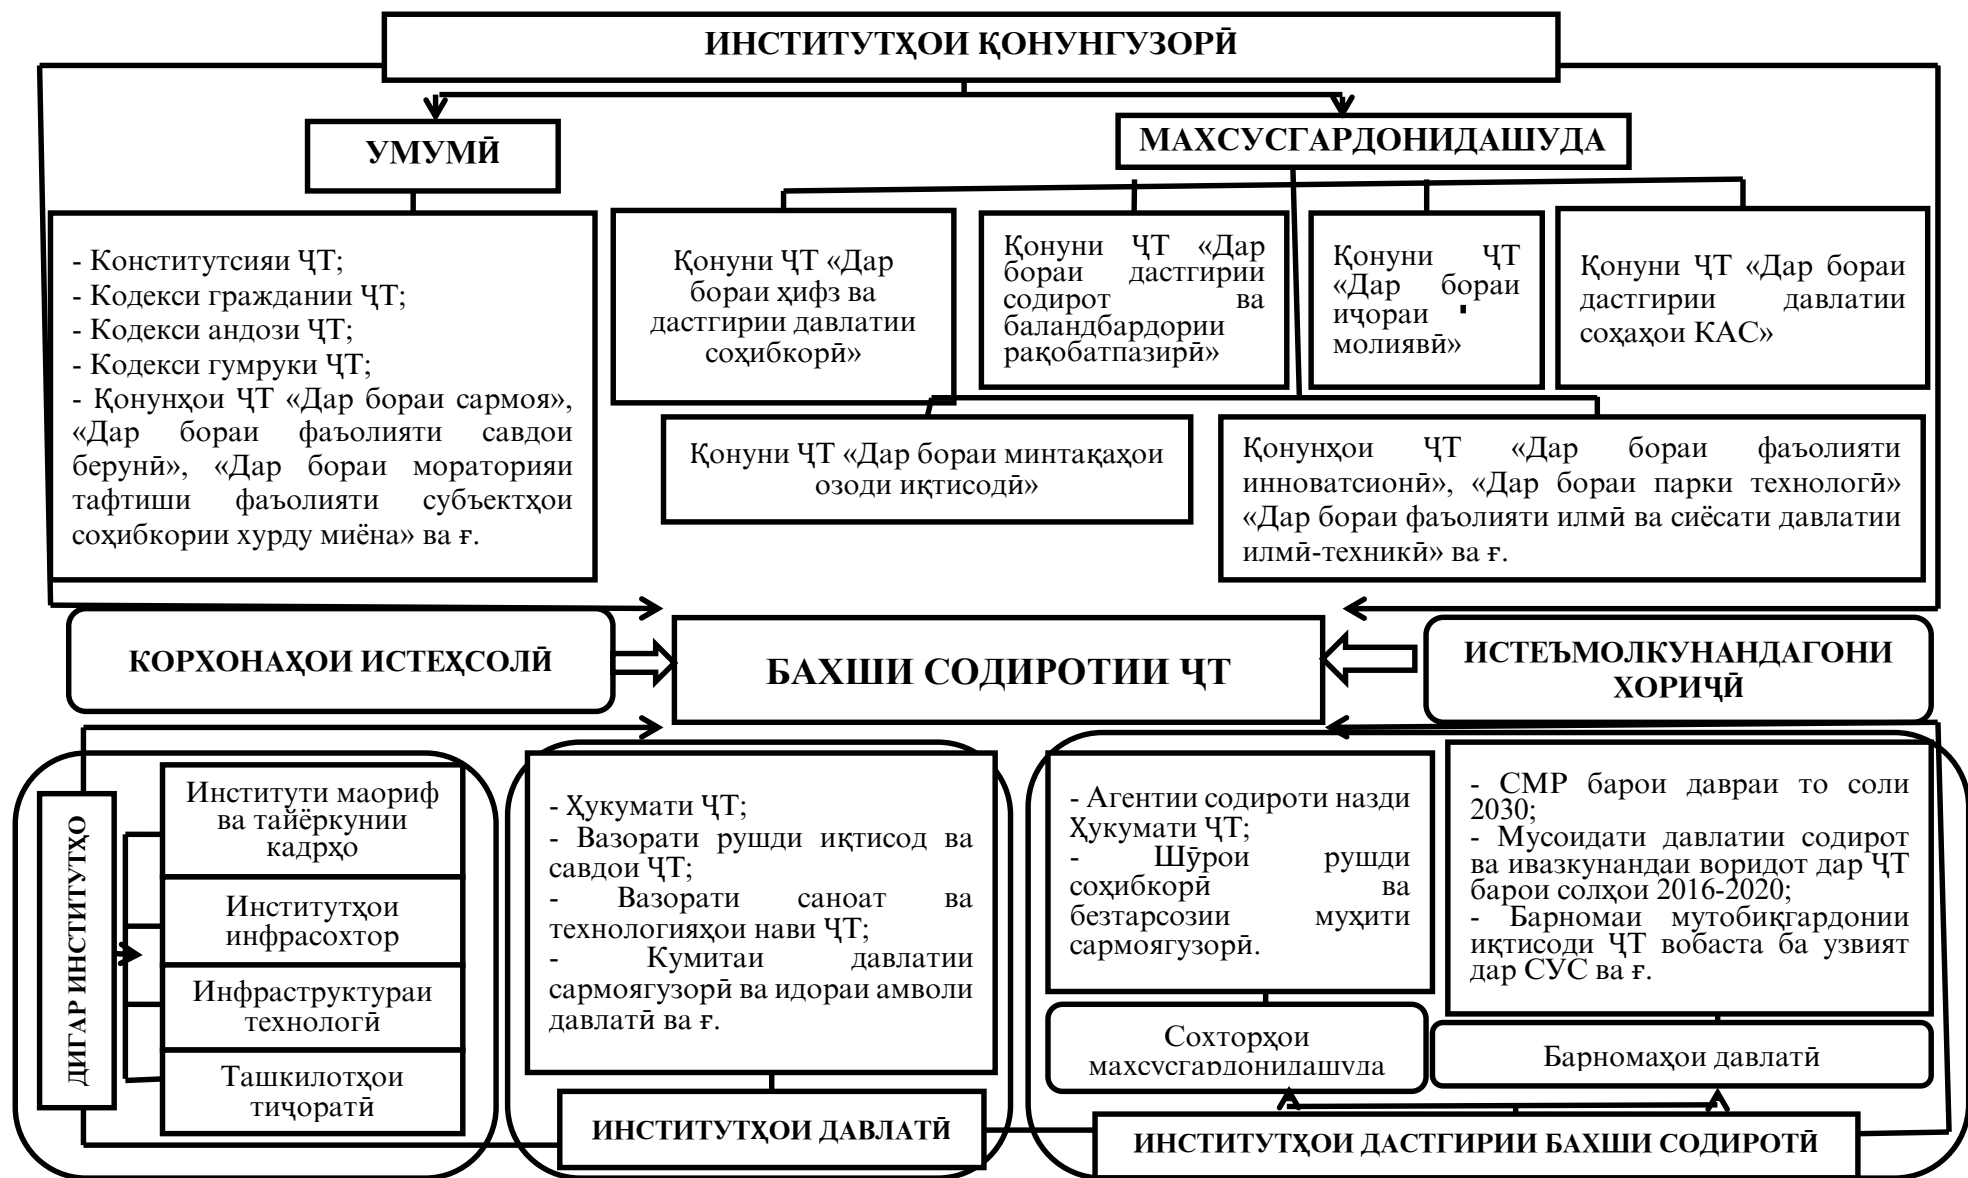 ИНСТИТУТҲОИ ҚОНУНГУЗОРӢ
УМУМӢ
МАХСУСГАРДОНИДАШУДА
- Конститутсияи ҶТ;
- Кодекси граждании ҶТ;
- Кодекси андози ҶТ;
- Кодекси гумруки ҶТ;
- Қонунҳои ҶТ «Дар бораи сармоя»,
«Дар бораи фаъолияти савдои
берунӣ», «Дар бораи мораторияи
тафтиши фаъолияти субъектҳои
соҳибкории хурду миёна» ва ғ.
Қонуни ҶТ «Дар
бораи ҳифз ва
дастгирии давлатии
соҳибкорӣ»
Қонуни ҶТ «Дар
бораи дастгирии
содирот ва
баландбардории
рақобатпазирӣ»
Қонуни ҶТ
«Дар бораи
иҷораи
молиявӣ»
Қонуни ҶТ «Дар бораи
дастгирии давлатии
соҳаҳои КАС»
Қонуни ҶТ «Дар бораи минтақаҳои
озоди иқтисодӣ»
Қонунҳои ҶТ «Дар бораи фаъолияти
инноватсионӣ», «Дар бораи парки технологӣ»
«Дар бораи фаъолияти илмӣ ва сиёсати давлатии
илмӣ-техникӣ» ва ғ.
КОРХОНАҲОИ ИСТЕҲСОЛӢ
БАХШИ СОДИРОТИИ ҶТ
ИСТЕЪМОЛКУНАНДАГОНИ
ХОРИҶӢ
ДИГАР ИНСТИТУТҲО
Институти маориф
ва тайёркунии
кадрҳо
Институтҳои
инфрасохтор
Инфраструктураи
технологӣ
Ташкилотҳои
тиҷоратӣ
- Ҳукумати ҶТ;
- Вазорати рушди иқтисод ва
савдои ҶТ;
- Вазорати саноат ва
технологияҳои нави ҶТ;
- Кумитаи давлатии
сармоягузорӣ ва идораи амволи
давлатӣ ва ғ.
ИНСТИТУТҲОИ ДАВЛАТӢ
- Агентии содироти назди
Ҳукумати ҶТ;
- Шӯрои рушди
соҳибкорӣ ва
безтарсозии муҳити
сармоягузорӣ.
Сохторҳои
махсусгардонидашуда
- СМР барои давраи то соли
2030;
- Мусоидати давлатии содирот
ва ивазкунандаи воридот дар ҶТ
барои солҳои 2016-2020;
- Барномаи мутобиқгардонии
иқтисоди ҶТ вобаста ба узвият
дар СУС ва ғ.
Барномаҳои давлатӣ
ИНСТИТУТҲОИ ДАСТГИРИИ БАХШИ СОДИРОТӢ